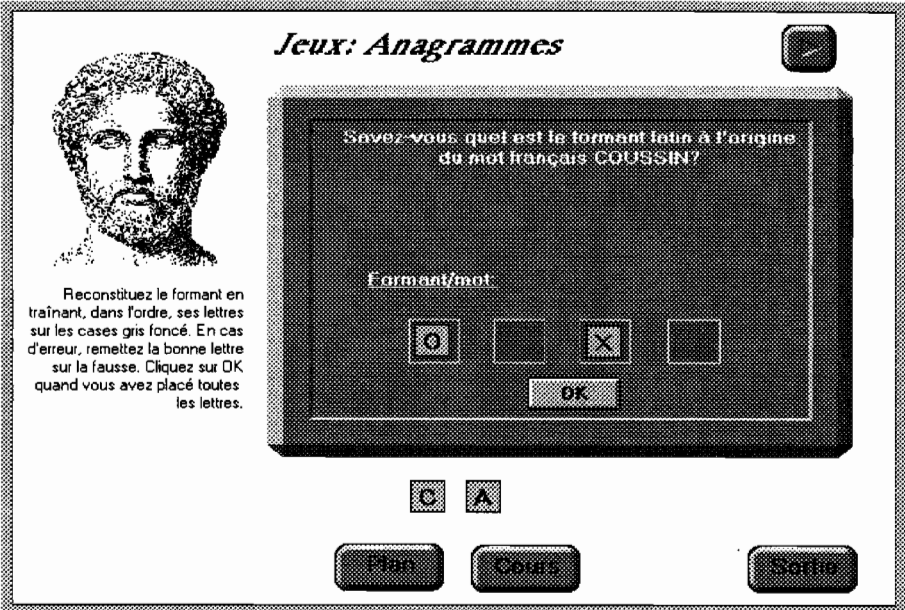 Jeux: Anagrammes
Savez-vous quel est le formant latin à l'origine
du mot français COUSSIN?
Formant/mot:
O X
OK
Reconstituez le formant en
traînant, dans l'ordre, ses lettres
sur les cases gris foncé. En cas
d'erreur, remettez la bonne lettre
sur la fausse. Cliquez sur OK
quand vous avez placé toutes
les lettres.
C A
Plan Cours Sortie